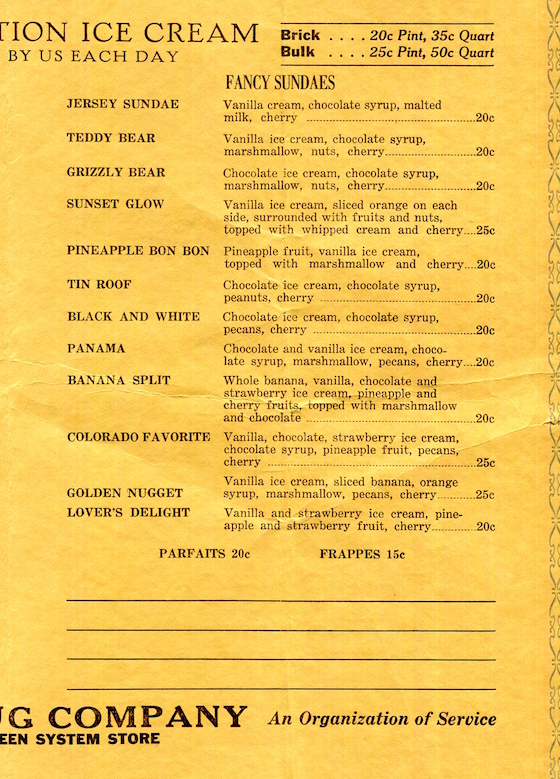 TION ICE CREAM
BY US EACH DAY
Brick .... 20c Pint, 35c Quart
Bulk .... 25c Pint, 50c Quart
FANCY SUNDAES
JERSEY SUNDAE Vanilla cream, chocolate syrup, malted
milk, cherry ....20c
TEDDY BEAR Vanilla ice cream, chocolate syrup,
marshmallow, nuts, cherry....20c
GRIZZLY BEAR Chocolate ice cream, chocolate syrup,
marshmallow, nuts, cherry....20c
SUNSET GLOW Vanilla ice cream, sliced orange on each
side, surrounded with fruits and nuts,
topped with whipped cream and cherry....25c
PINEAPPLE BON BON Pineapple fruit, vanilla ice cream,
topped with marshmallow and cherry....20c
TIN ROOF Chocolate ice cream, chocolate syrup,
peanuts, cherry ....20c
BLACK AND WHITE Chocolate ice cream, chocolate syrup,
pecans, cherry ....20c
PANAMA Chocolate and vanilla ice cream, choco-
late syrup, marshmallow, pecans, cherry....20c
BANANA SPLIT Whole banana, vanilla, chocolate and
strawberry ice cream, pineapple and
cherry fruits, topped with marshmallow
and chocolate ....20c
COLORADO FAVORITE Vanilla, chocolate, strawberry ice cream,
chocolate syrup, pineapple fruit, pecans,
cherry ....25c
Vanilla ice cream, sliced banana, orange
GOLDEN NUGGET syrup, marshmallow, pecans, cherry....25c
LOVER'S DELIGHT Vanilla and strawberry ice cream, pine-
apple and strawberry fruit, cherry....20c
PARFAITS 20c FRAPPES 15c
UG COMPANY An Organization of Service
EEN SYSTEM STORE